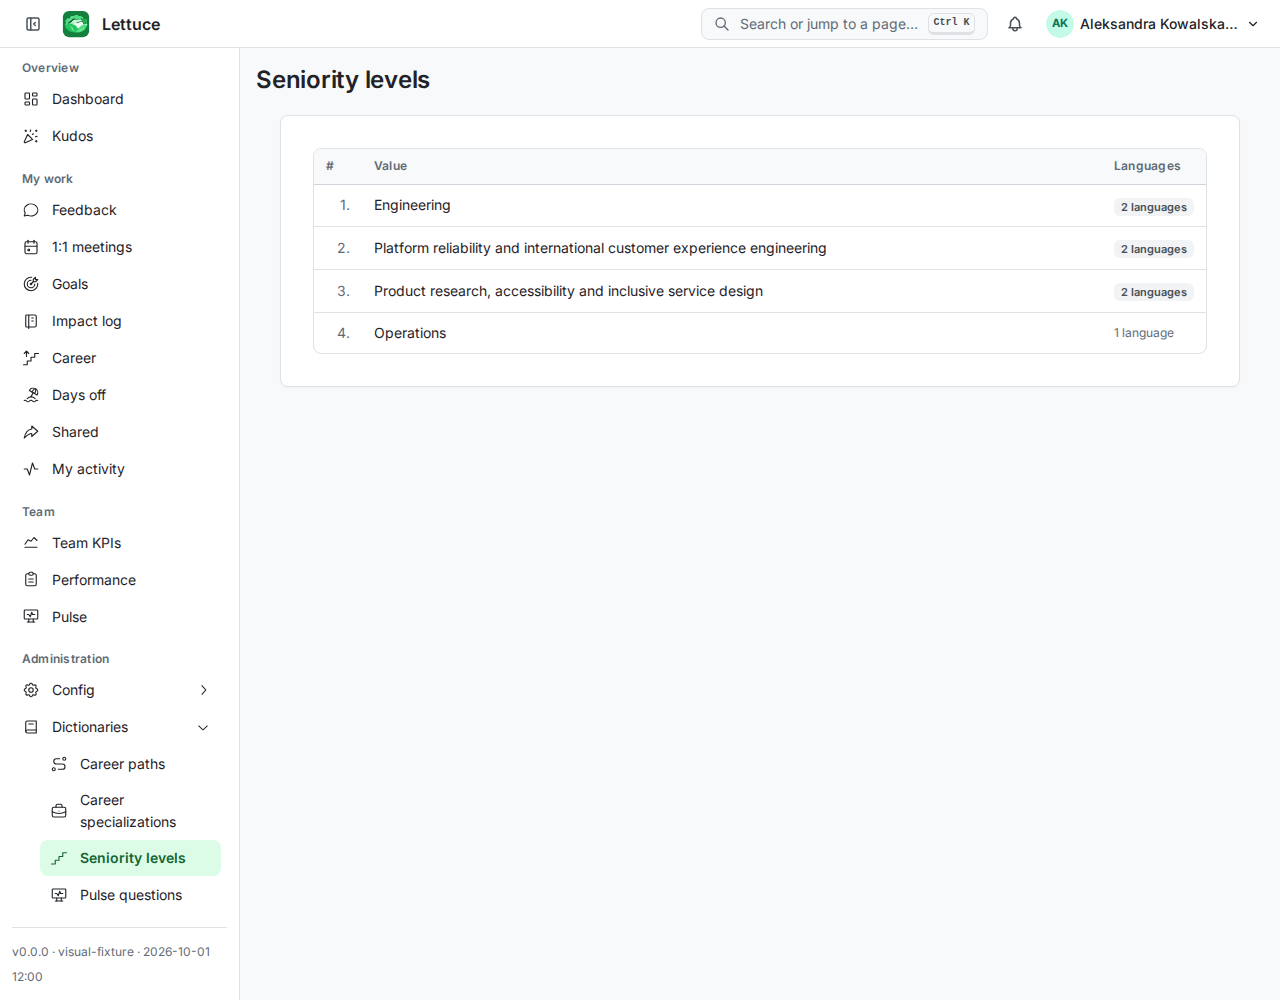 Lettuce
Search or jump to a page...
Ctrl K
AK
Aleksandra Kowalska...
Overview
Dashboard
Kudos
My work
Feedback
1:1 meetings
Goals
Impact log
Career
Days off
Shared
My activity
Team
Team KPIs
Performance
Pulse
Administration
Config
Dictionaries
Career paths
Career
specializations
Seniority levels
Pulse questions
v0.0.0 · visual-fixture · 2026-10-01
12:00
Seniority levels
# Value Languages
1. Engineering 2 languages
2. Platform reliability and international customer experience engineering 2 languages
3. Product research, accessibility and inclusive service design 2 languages
4. Operations 1 language